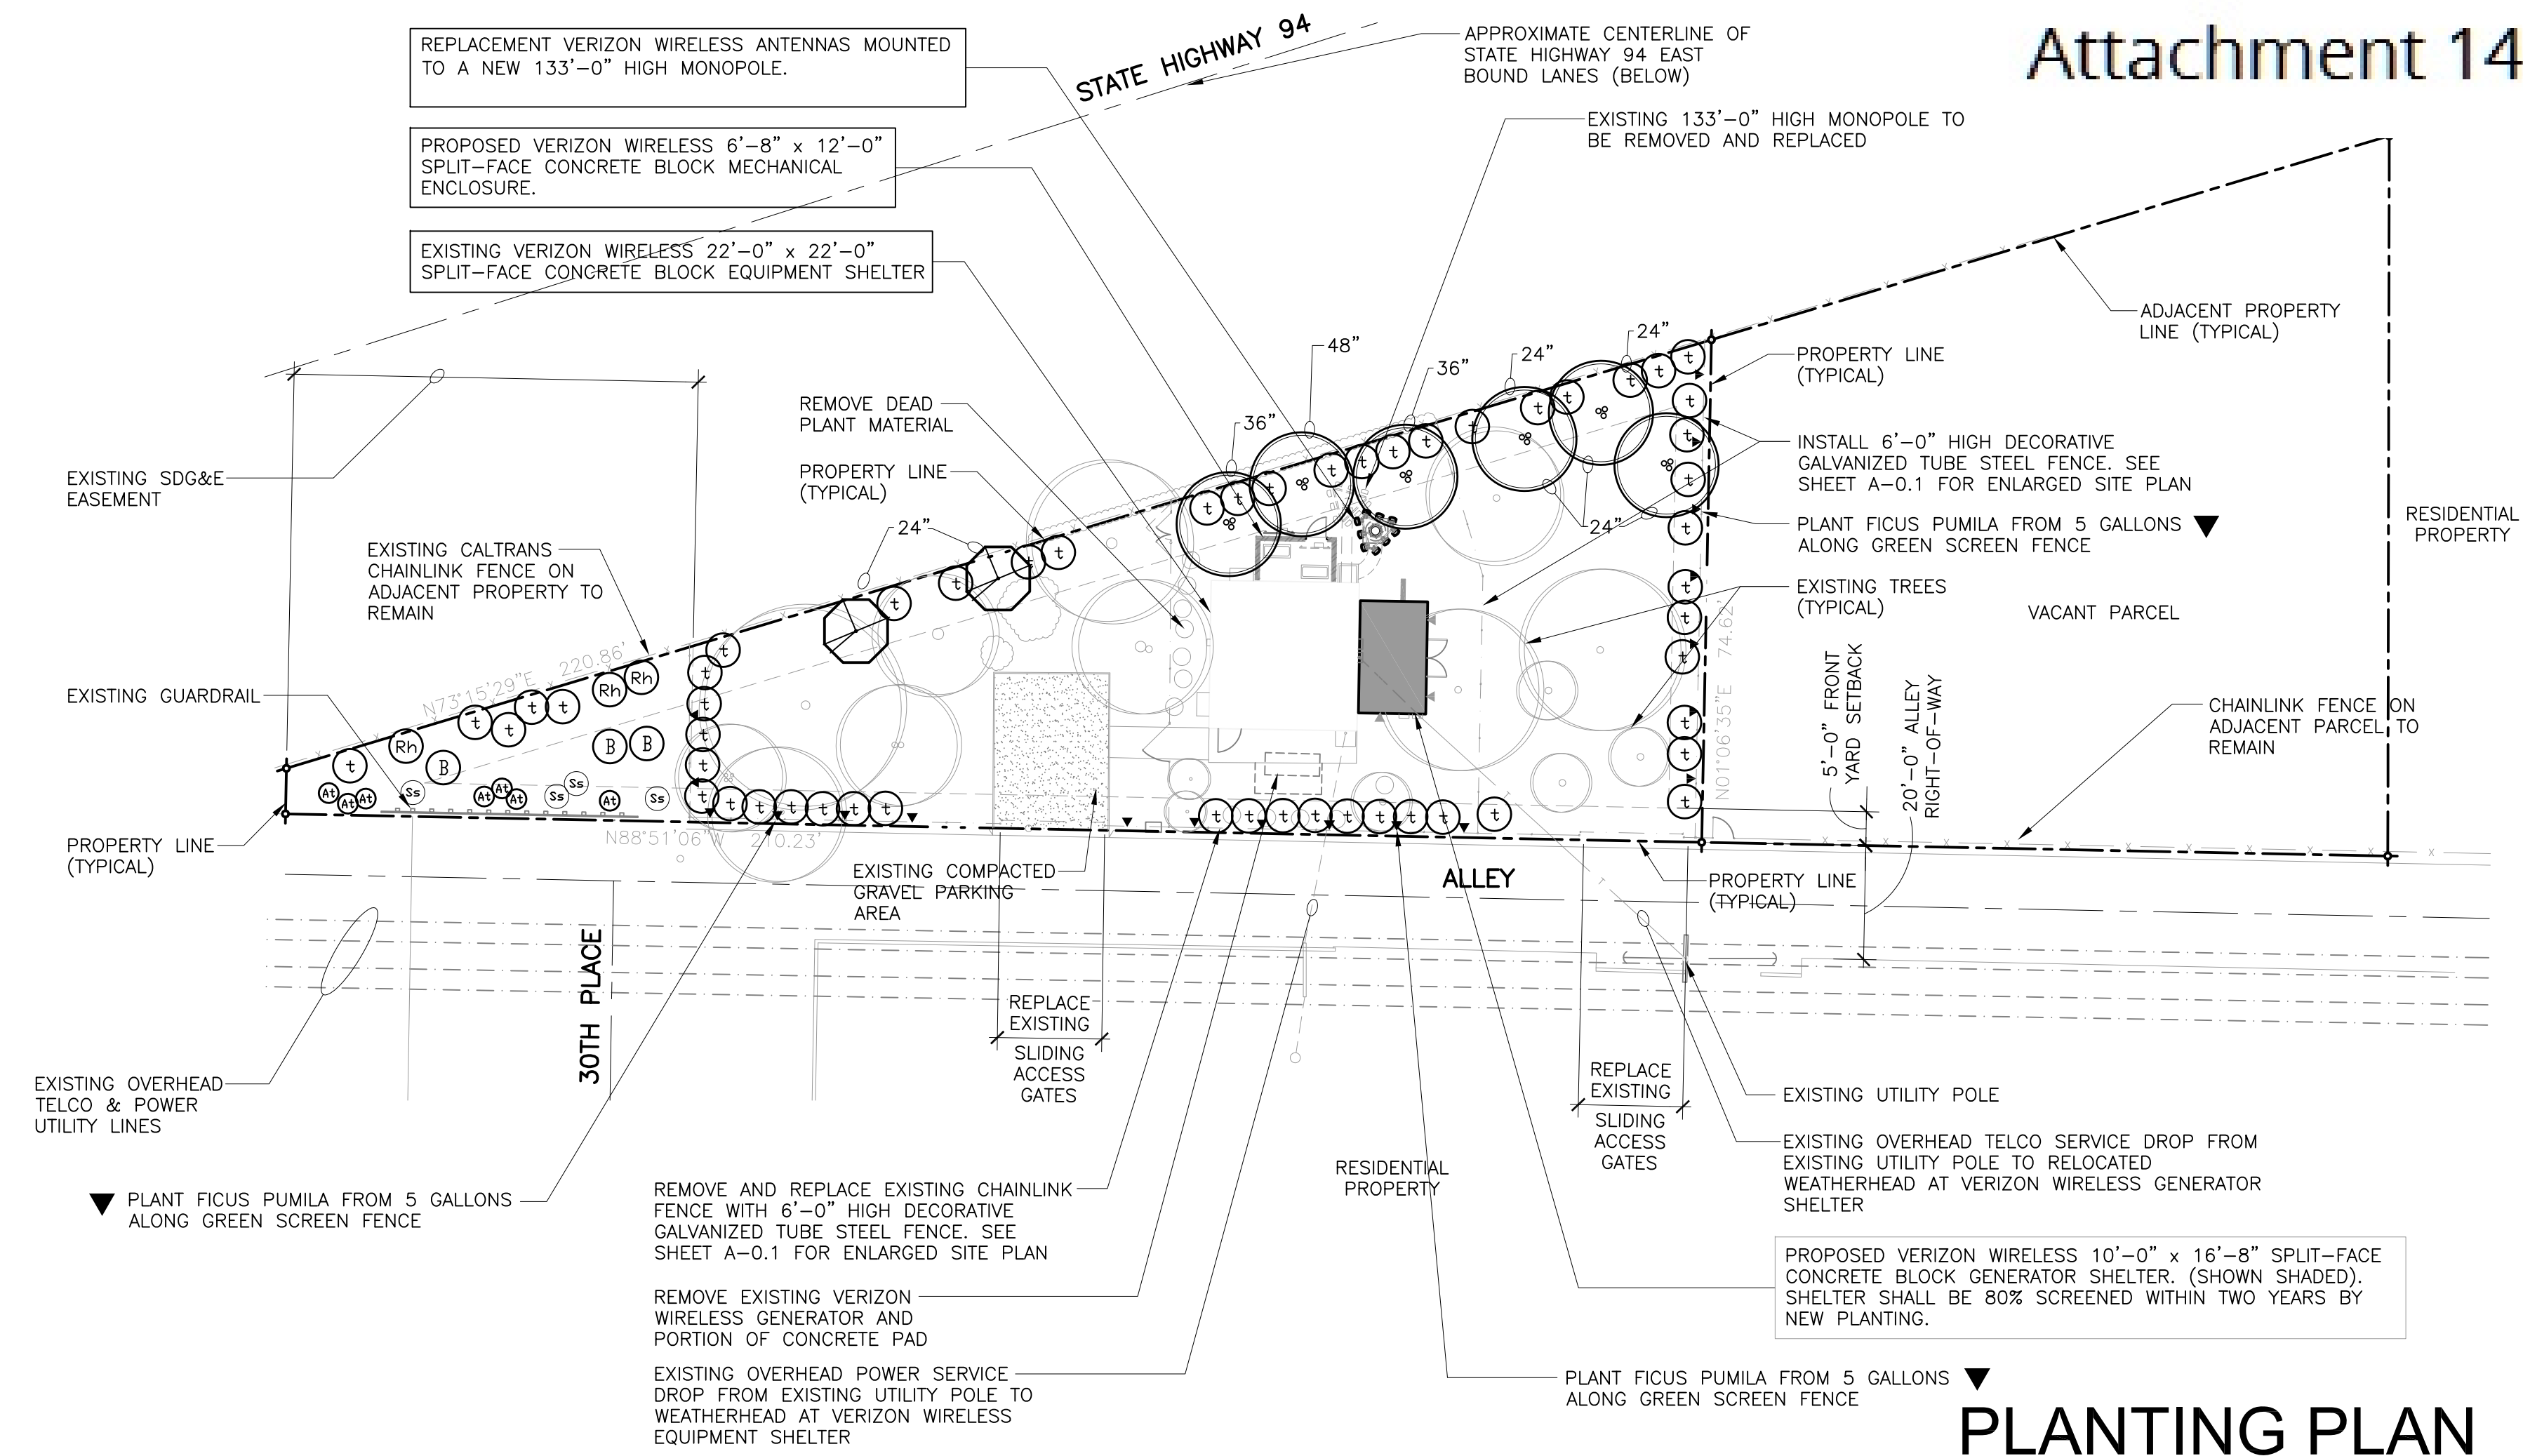 Attachment 14
REPLACEMENT VERIZON WIRELESS ANTENNAS MOUNTED
TO A NEW 133'-0" HIGH MONOPOLE.
STATE HIGHWAY 94
APPROXIMATE CENTERLINE OF
STATE HIGHWAY 94 EAST
BOUND LANES (BELOW)
EXISTING 133'-0" HIGH MONOPOLE TO
BE REMOVED AND REPLACED
PROPOSED VERIZON WIRELESS 6'-8" x 12'-0"
SPLIT-FACE CONCRETE BLOCK MECHANICAL
ENCLOSURE.
EXISTING VERIZON WIRELESS 22'-0" x 22'-0"
SPLIT-FACE CONCRETE BLOCK EQUIPMENT SHELTER
ADJACENT PROPERTY
LINE (TYPICAL)
48"
36"
24"
24"
36"
PROPERTY LINE
(TYPICAL)
REMOVE DEAD
PLANT MATERIAL
PROPERTY LINE
(TYPICAL)
24"
24"
EXISTING SDG&E
EASEMENT
INSTALL 6'-0" HIGH DECORATIVE
GALVANIZED TUBE STEEL FENCE. SEE
SHEET A-0.1 FOR ENLARGED SITE PLAN
PLANT FICUS PUMILA FROM 5 GALLONS
ALONG GREEN SCREEN FENCE
RESIDENTIAL
PROPERTY
EXISTING CALTRANS
CHAINLINK FENCE ON
ADJACENT PROPERTY TO
REMAIN
EXISTING TREES
(TYPICAL)
VACANT PARCEL
N73°15'29"E 220.86'
N01°06'35"E 74.62'
5'-0" FRONT
YARD SETBACK
20'-0" ALLEY
RIGHT-OF-WAY
EXISTING GUARDRAIL
CHAINLINK FENCE ON
ADJACENT PARCEL TO
REMAIN
t t t t t t t t t t t t t t
t t t t t t t t t t
t t t t t
t t t t t
Rh Rh Rh
B B B
t t t t t t
At At At Ss At At At Ss Ss At Ss
t t t t t t t t t t t t t t t
PROPERTY LINE
(TYPICAL)
N88°51'06"W 210.23'
EXISTING COMPACTED
GRAVEL PARKING
AREA
ALLEY
PROPERTY LINE
(TYPICAL)
30TH PLACE
REPLACE
EXISTING
SLIDING
ACCESS
GATES
REPLACE
EXISTING
SLIDING
ACCESS
GATES
EXISTING OVERHEAD
TELCO & POWER
UTILITY LINES
EXISTING UTILITY POLE
EXISTING OVERHEAD TELCO SERVICE DROP FROM
EXISTING UTILITY POLE TO RELOCATED
WEATHERHEAD AT VERIZON WIRELESS GENERATOR
SHELTER
RESIDENTIAL
PROPERTY
PLANT FICUS PUMILA FROM 5 GALLONS
ALONG GREEN SCREEN FENCE
REMOVE AND REPLACE EXISTING CHAINLINK
FENCE WITH 6'-0" HIGH DECORATIVE
GALVANIZED TUBE STEEL FENCE. SEE
SHEET A-0.1 FOR ENLARGED SITE PLAN
PROPOSED VERIZON WIRELESS 10'-0" x 16'-8" SPLIT-FACE
CONCRETE BLOCK GENERATOR SHELTER. (SHOWN SHADED).
SHELTER SHALL BE 80% SCREENED WITHIN TWO YEARS BY
NEW PLANTING.
REMOVE EXISTING VERIZON
WIRELESS GENERATOR AND
PORTION OF CONCRETE PAD
EXISTING OVERHEAD POWER SERVICE
DROP FROM EXISTING UTILITY POLE TO
WEATHERHEAD AT VERIZON WIRELESS
EQUIPMENT SHELTER
PLANT FICUS PUMILA FROM 5 GALLONS
ALONG GREEN SCREEN FENCE
PLANTING PLAN